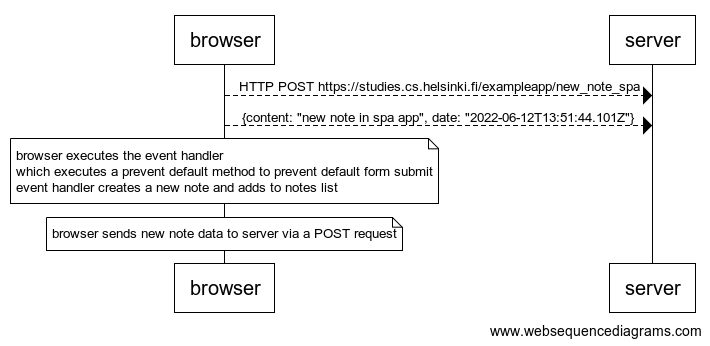 browser
server
HTTP POST https://studies.cs.helsinki.fi/exampleapp/new_note_spa
{content: "new note in spa app", date: "2022-06-12T13:51:44.101Z"}
browser executes the event handler
which executes a prevent default method to prevent default form submit
event handler creates a new note and adds to notes list
browser sends new note data to server via a POST request
browser
server
www.websequencediagrams.com